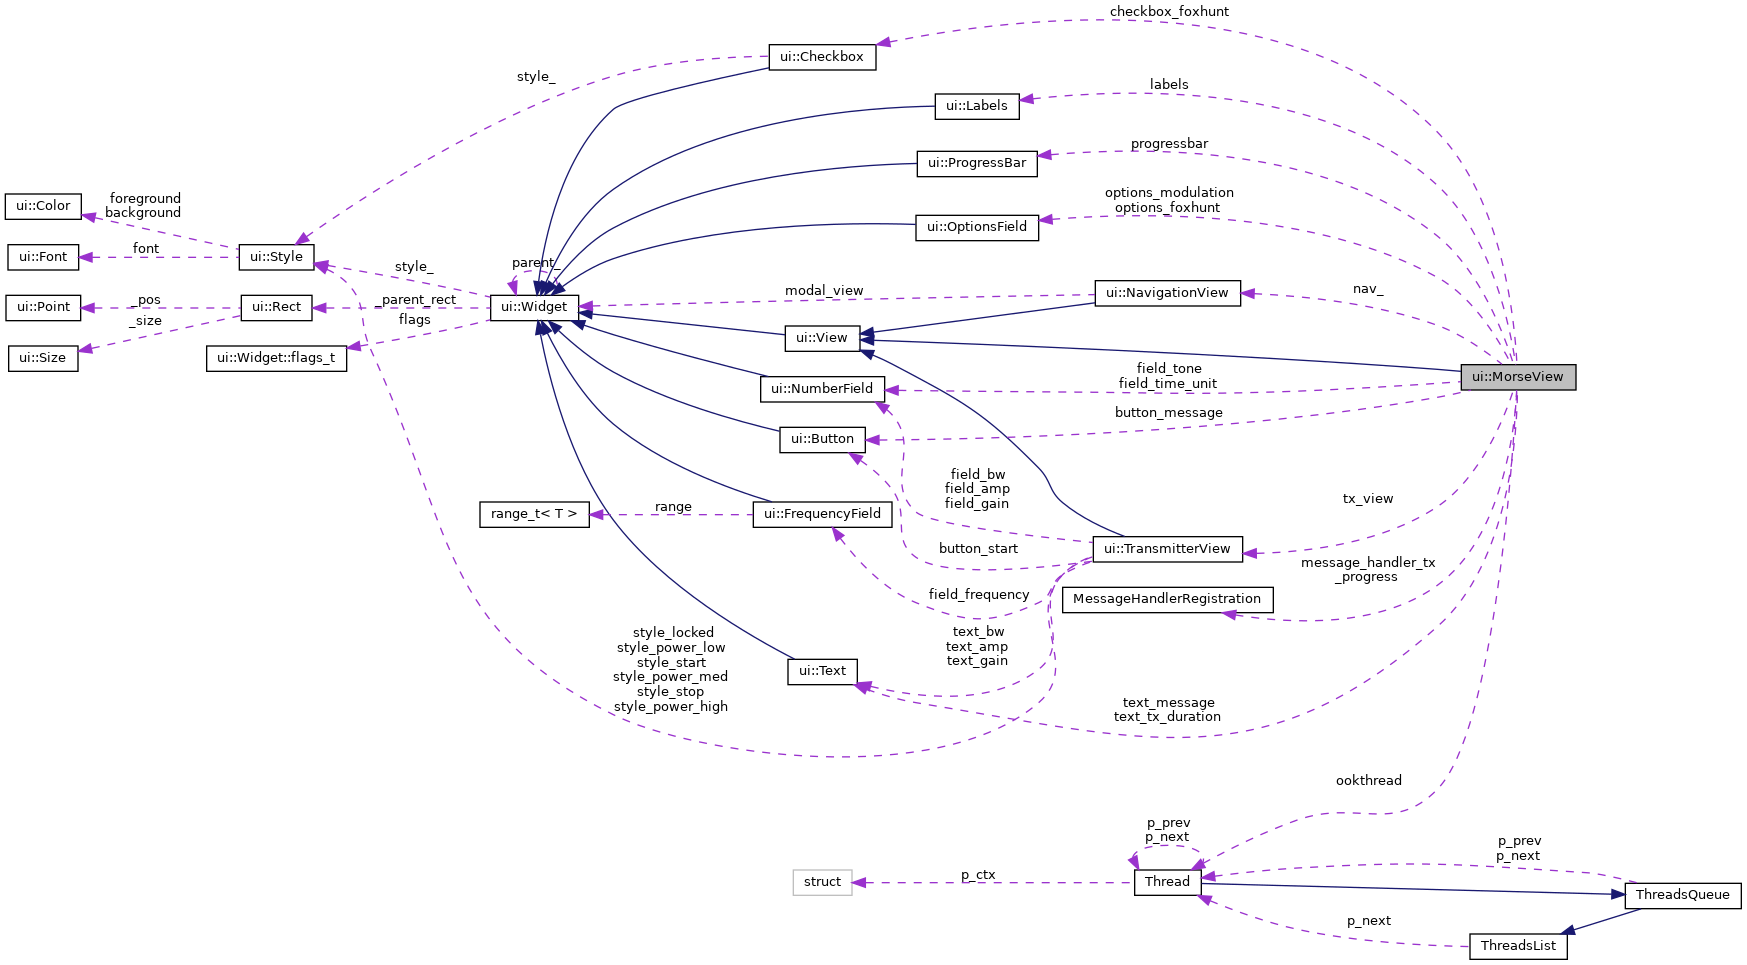 checkbox_foxhunt
ui::Checkbox
style_
labels
ui::Labels
progressbar
ui::ProgressBar
options_modulation
options_foxhunt
ui::OptionsField
foreground
background
ui::Color
font
ui::Font
ui::Style
style_
parent_
_pos
ui::Point
ui::Rect
_parent_rect
ui::Widget
modal_view
ui::NavigationView
nav_
_size
ui::Size
flags
ui::Widget::flags_t
ui::View
ui::MorseView
field_tone
field_time_unit
ui::NumberField
button_message
ui::Button
field_bw
field_amp
field_gain
tx_view
range_t< T >
range
ui::FrequencyField
button_start
ui::TransmitterView
message_handler_tx
_progress
field_frequency
MessageHandlerRegistration
style_locked
style_power_low
style_start
style_power_med
style_stop
style_power_high
text_bw
text_amp
text_gain
ui::Text
text_message
text_tx_duration
ookthread
p_prev
p_next
p_prev
p_next
struct
p_ctx
Thread
ThreadsQueue
p_next
ThreadsList